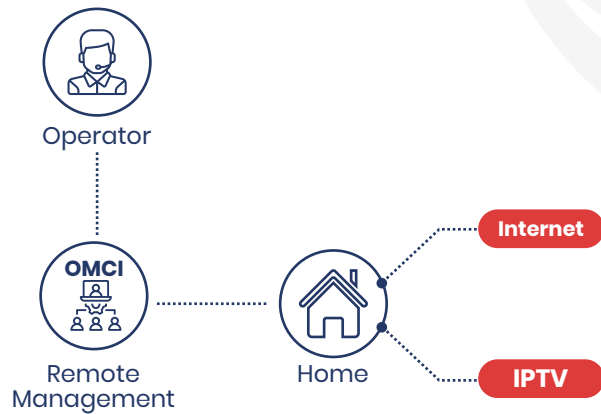 Operator
OMCI
Remote
Management
Home
Internet
IPTV